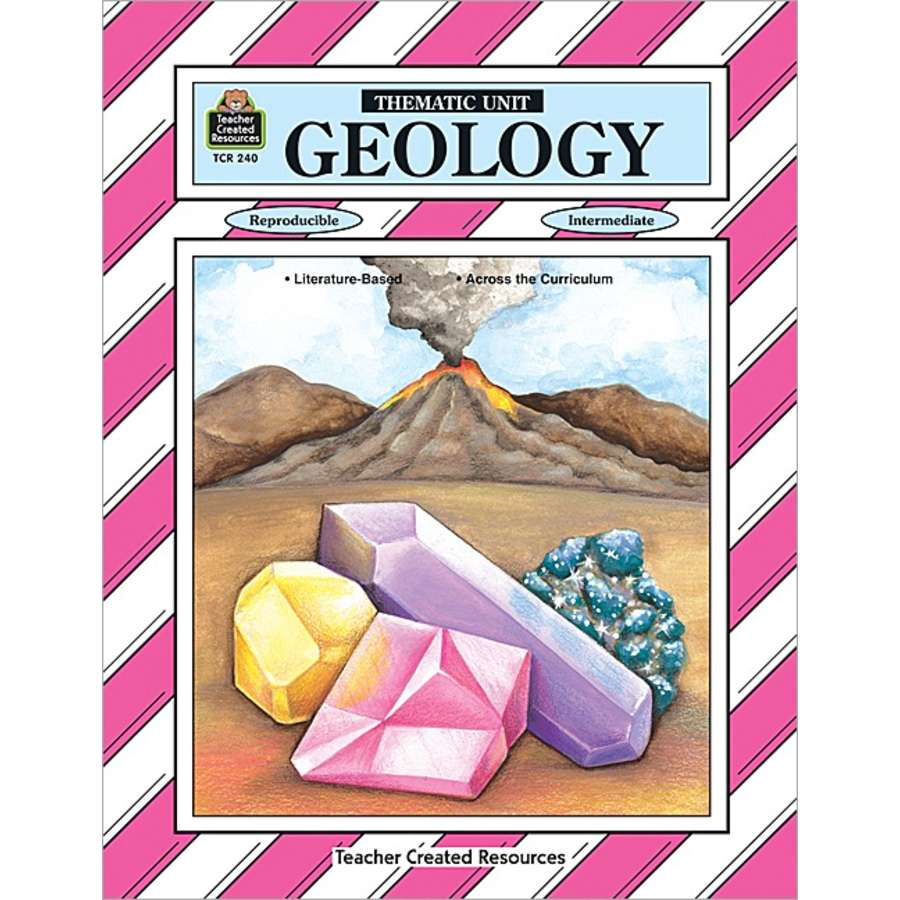 THEMATIC UNIT
Teacher
Created
Resources
TCR 240
GEOLOGY
Reproducible
Intermediate
• Literature-Based
• Across the Curriculum
Teacher Created Resources